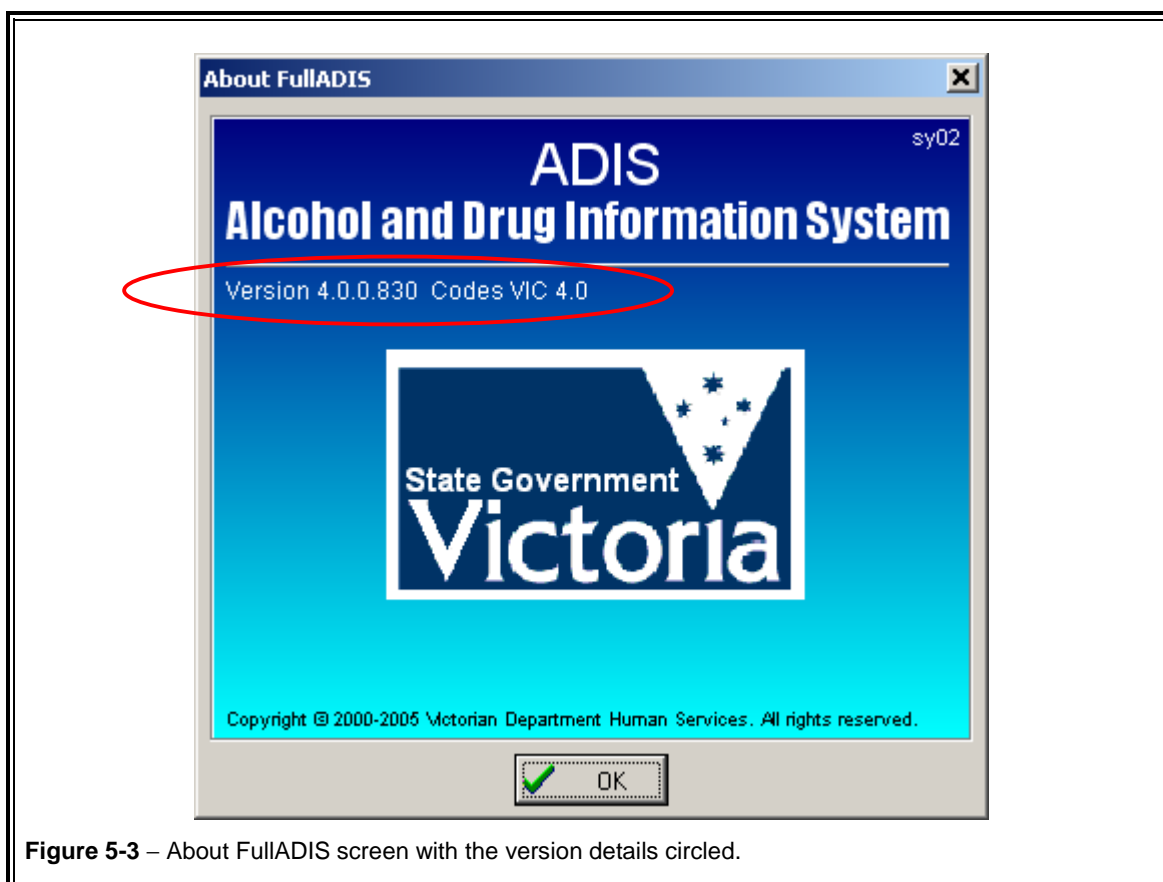 About FullADIS
sy02
ADIS
Alcohol and Drug Information System
Version 4.0.0.830 Codes VIC 4.0
State Government
Victoria
Copyright © 2000-2005 Victorian Department Human Services. All rights reserved.
OK
Figure 5-3 – About FullADIS screen with the version details circled.